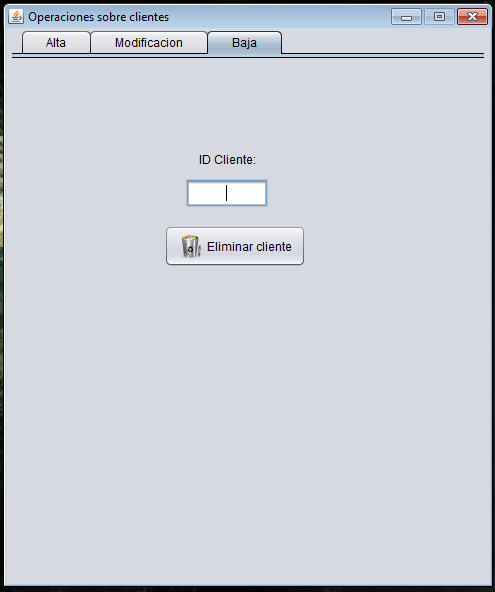 Operaciones sobre clientes
Alta Modificacion Baja
ID Cliente:
Eliminar cliente